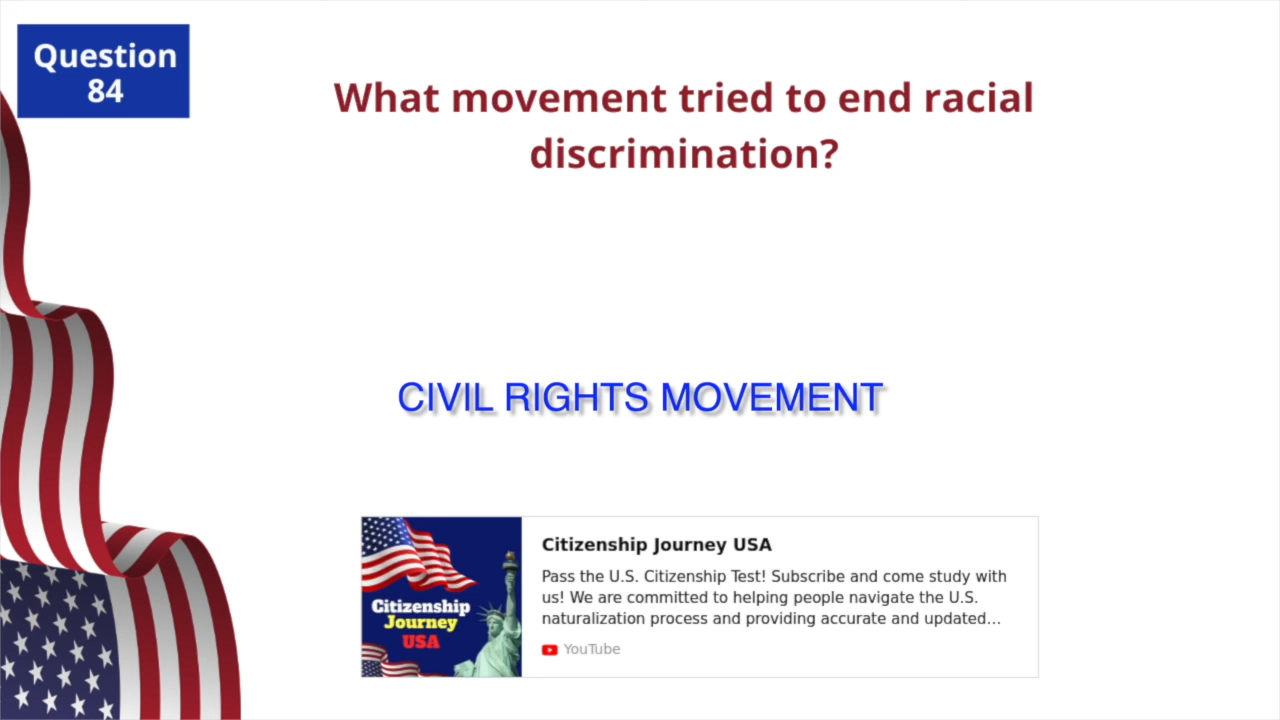 Question
84
What movement tried to end racial
discrimination?
CIVIL RIGHTS MOVEMENT
Citizenship
Journey
USA
Citizenship Journey USA
Pass the U.S. Citizenship Test! Subscribe and come study with
us! We are committed to helping people navigate the U.S.
naturalization process and providing accurate and updated...
YouTube